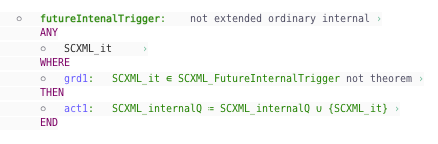 ○ futureIntenalTrigger: not extended ordinary internal ›
ANY
○ SCXML_it ›
WHERE
○ grd1: SCXML_it ∈ SCXML_FutureInternalTrigger not theorem ›
THEN
○ act1: SCXML_internalQ ≔ SCXML_internalQ ∪ {SCXML_it} ›
END